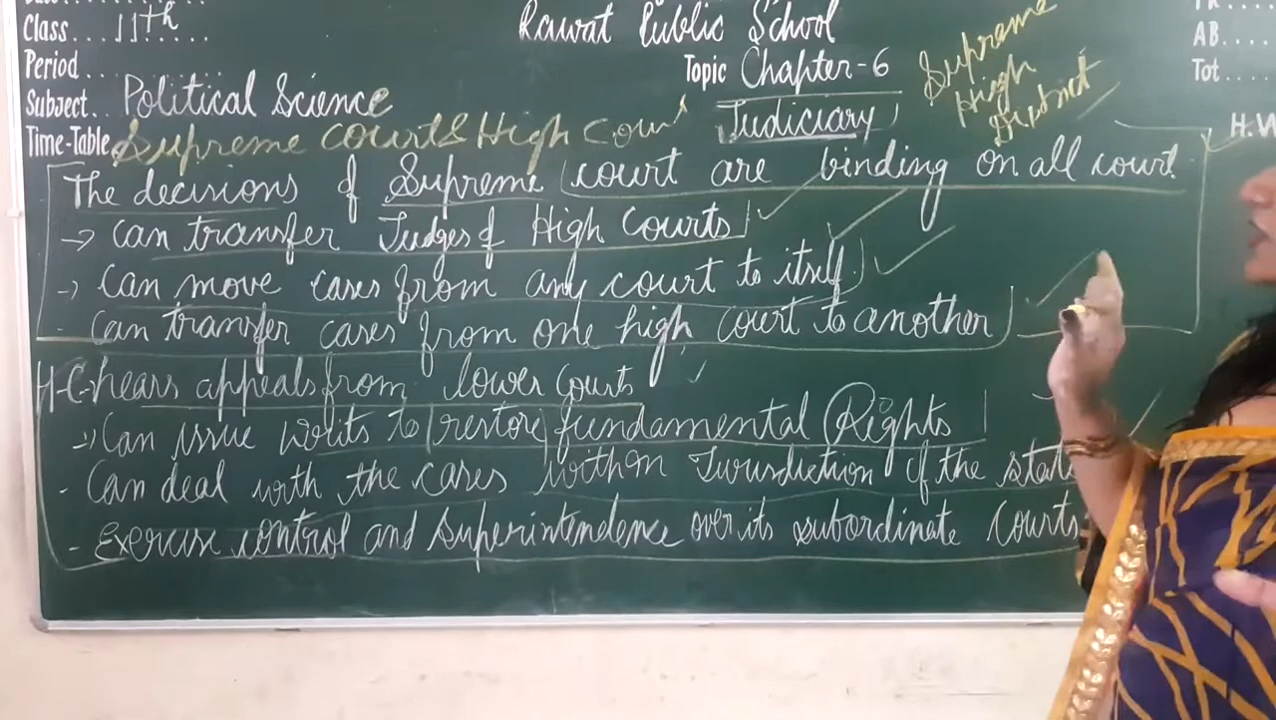 Class.... 11th.....
Rawat Public School
Period...
Topic Chapter-6
Subject.. Political Science
Judiciary
Time-Table
Supreme Court & High Cour
Supreme
High
District
TR....
AB....
Tot....
H.W
The decisions of Supreme court are binding on all court
→ can transfer Judges of High Courts
→ can move cases from any court to itself
- can transfer cases from one high court to another
H-C-hears appeals from lower courts
→ Can issue writs to restore fundamental Rights
- Can deal with the cases within Jurusdiction of the state
- Exercise control and superintendence over its subordinate Courts